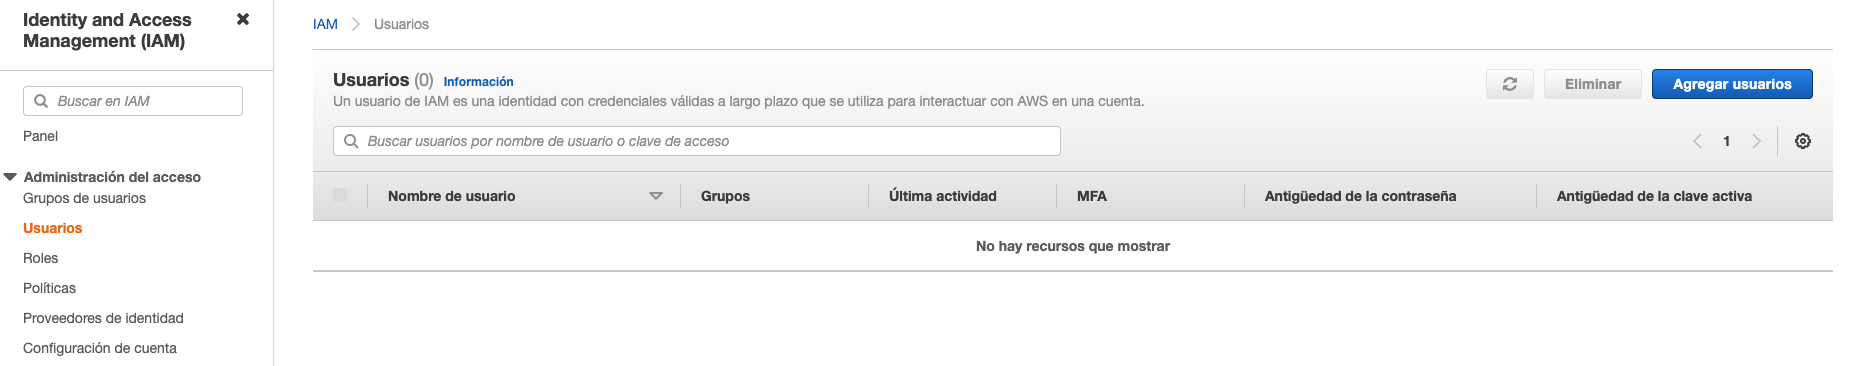 Identity and Access
Management (IAM)
Buscar en IAM
Panel
Administración del acceso
Grupos de usuarios
Usuarios
Roles
Políticas
Proveedores de identidad
Configuración de cuenta
IAM > Usuarios
Usuarios (0) Información
Un usuario de IAM es una identidad con credenciales válidas a largo plazo que se utiliza para interactuar con AWS en una cuenta.
Eliminar
Agregar usuarios
Buscar usuarios por nombre de usuario o clave de acceso
1
Nombre de usuario Grupos Última actividad MFA Antigüedad de la contraseña Antigüedad de la clave activa
No hay recursos que mostrar